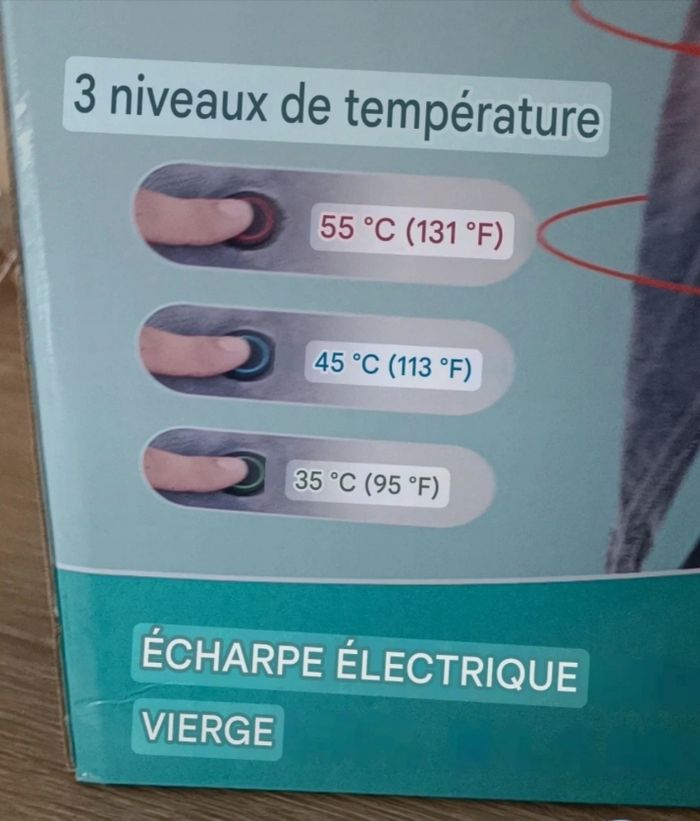 3 niveaux de température
55 °C (131 °F)
45 °C (113 °F)
35 °C (95 °F)
ÉCHARPE ÉLECTRIQUE
VIERGE